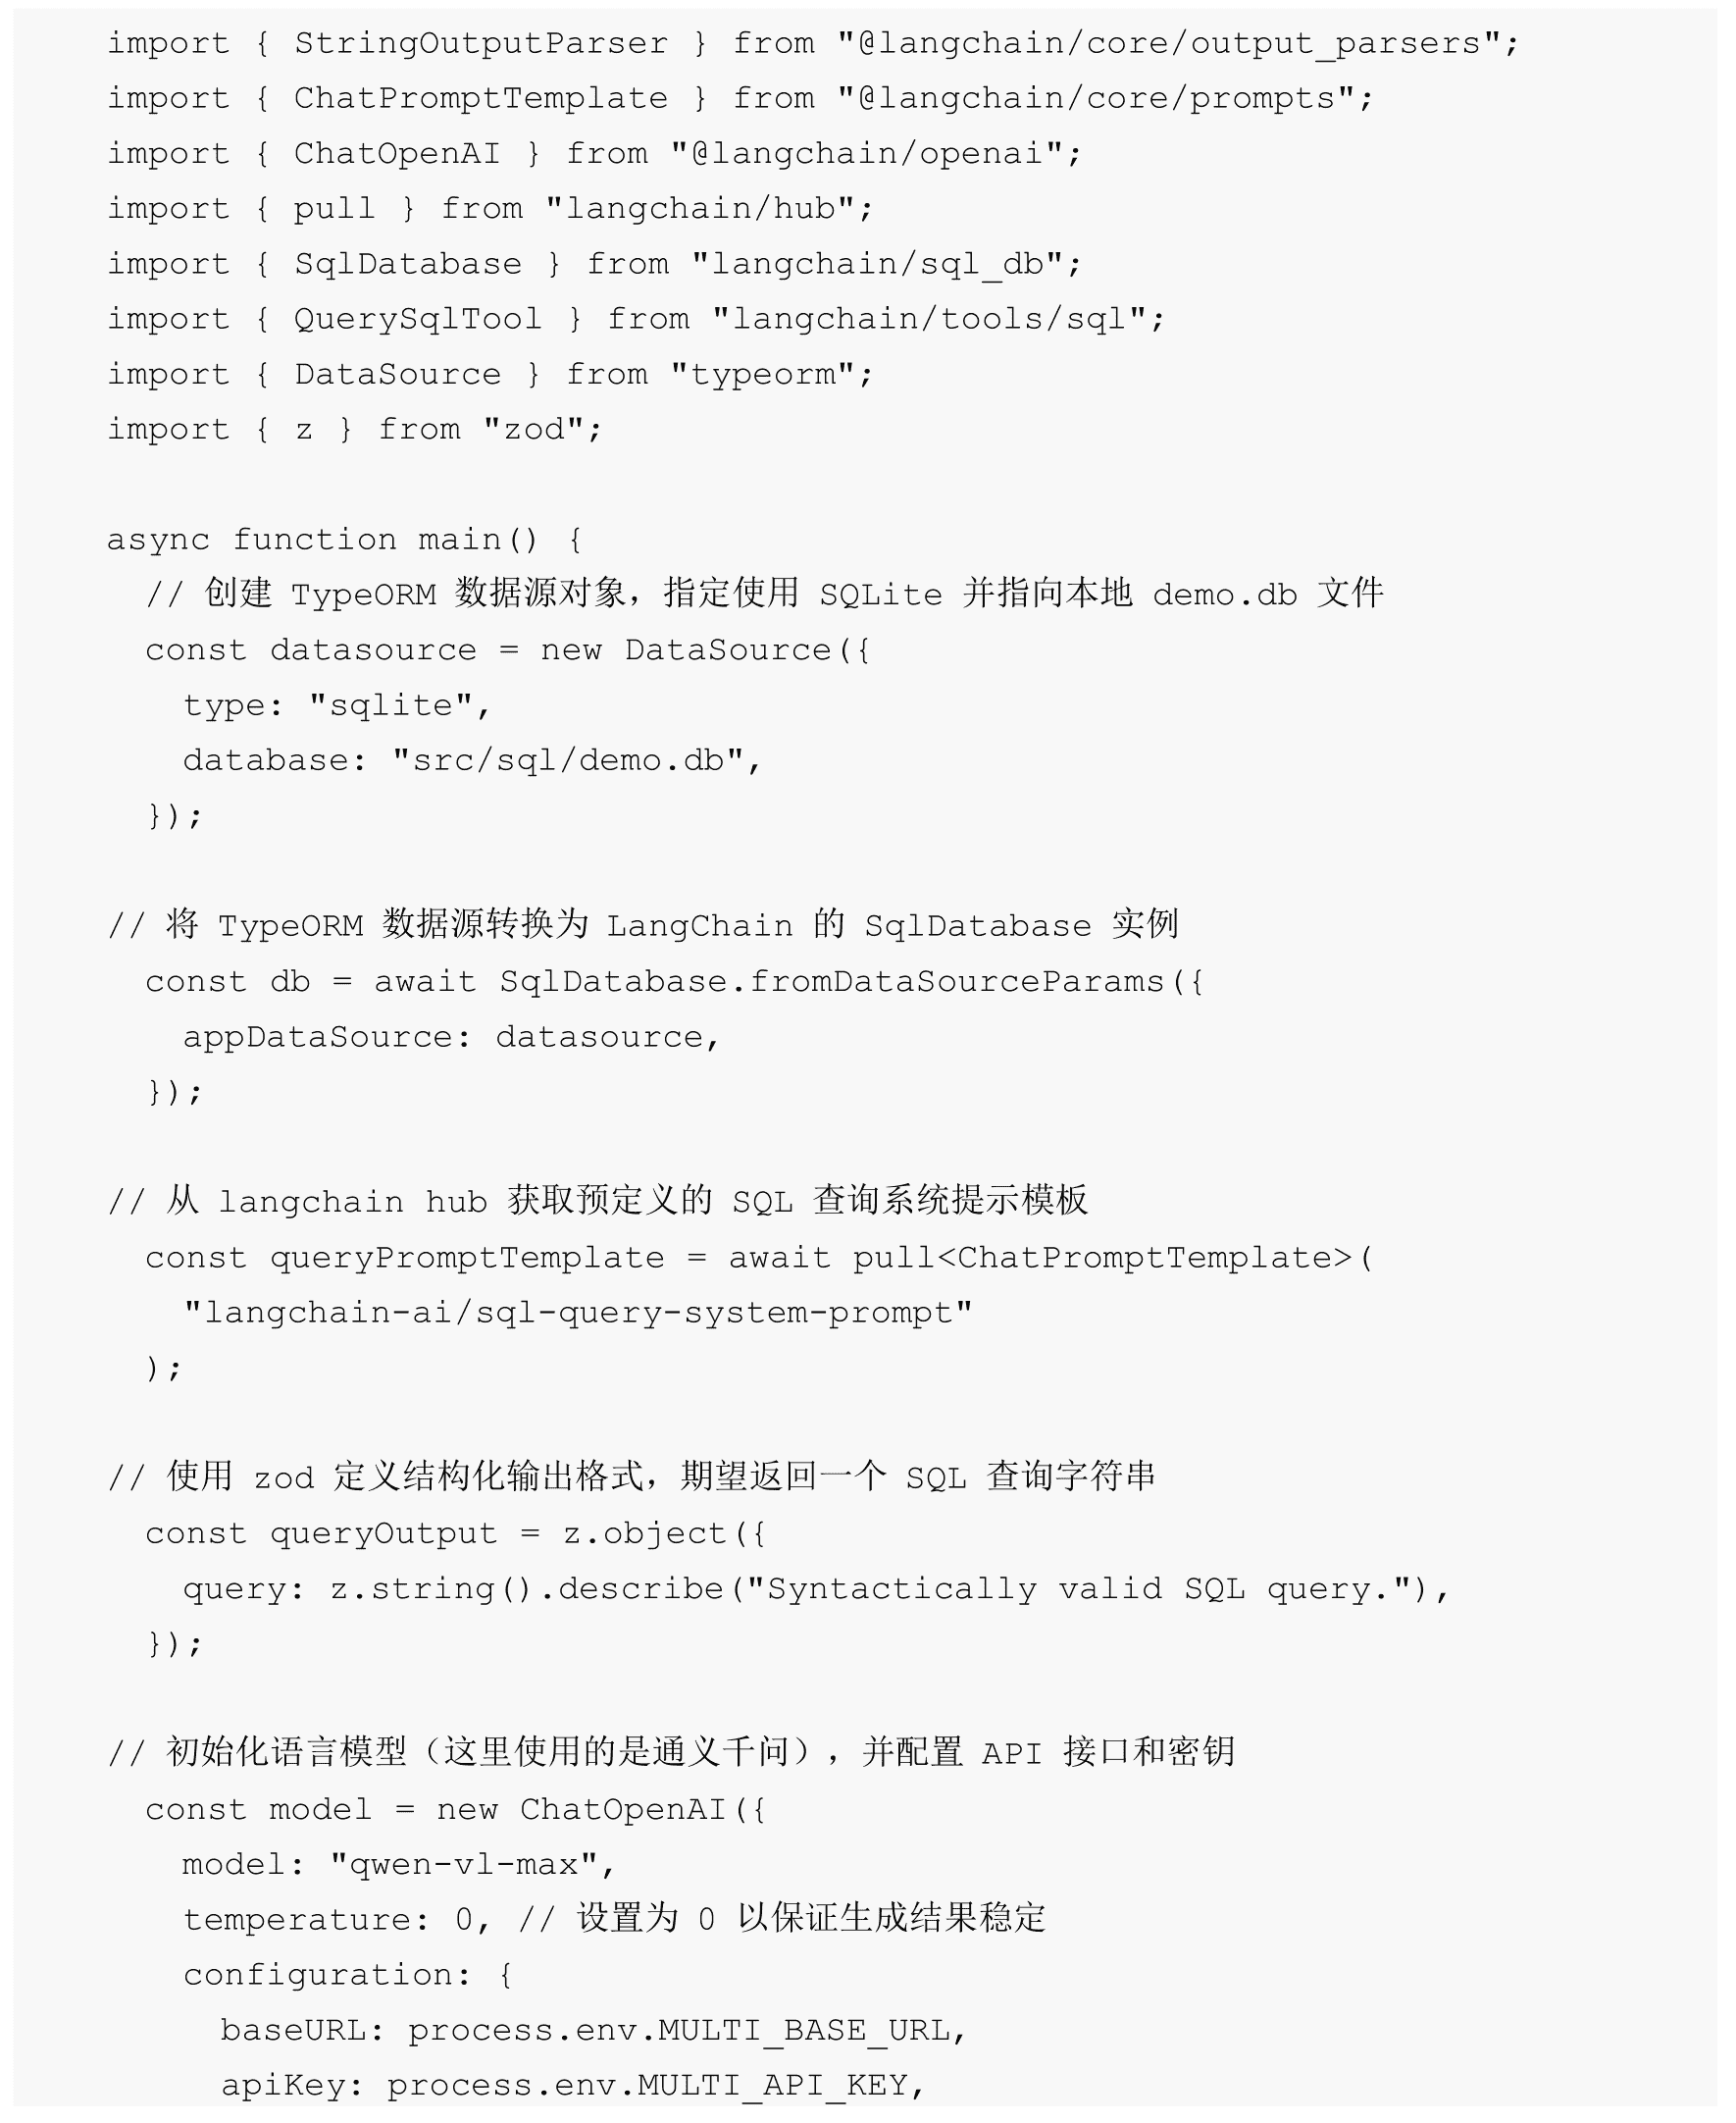 import { StringOutputParser } from "@langchain/core/output_parsers";
import { ChatPromptTemplate } from "@langchain/core/prompts";
import { ChatOpenAI } from "@langchain/openai";
import { pull } from "langchain/hub";
import { SqlDatabase } from "langchain/sql_db";
import { QuerySqlTool } from "langchain/tools/sql";
import { DataSource } from "typeorm";
import { z } from "zod";

async function main() {
  // 创建 TypeORM 数据源对象，指定使用 SQLite 并指向本地 demo.db 文件
  const datasource = new DataSource({
    type: "sqlite",
    database: "src/sql/demo.db",
  });

// 将 TypeORM 数据源转换为 LangChain 的 SqlDatabase 实例
  const db = await SqlDatabase.fromDataSourceParams({
    appDataSource: datasource,
  });

// 从 langchain hub 获取预定义的 SQL 查询系统提示模板
  const queryPromptTemplate = await pull<ChatPromptTemplate>(
    "langchain-ai/sql-query-system-prompt"
  );

// 使用 zod 定义结构化输出格式，期望返回一个 SQL 查询字符串
  const queryOutput = z.object({
    query: z.string().describe("Syntactically valid SQL query."),
  });

// 初始化语言模型（这里使用的是通义千问），并配置 API 接口和密钥
  const model = new ChatOpenAI({
    model: "qwen-vl-max",
    temperature: 0, // 设置为 0 以保证生成结果稳定
    configuration: {
      baseURL: process.env.MULTI_BASE_URL,
      apiKey: process.env.MULTI_API_KEY,